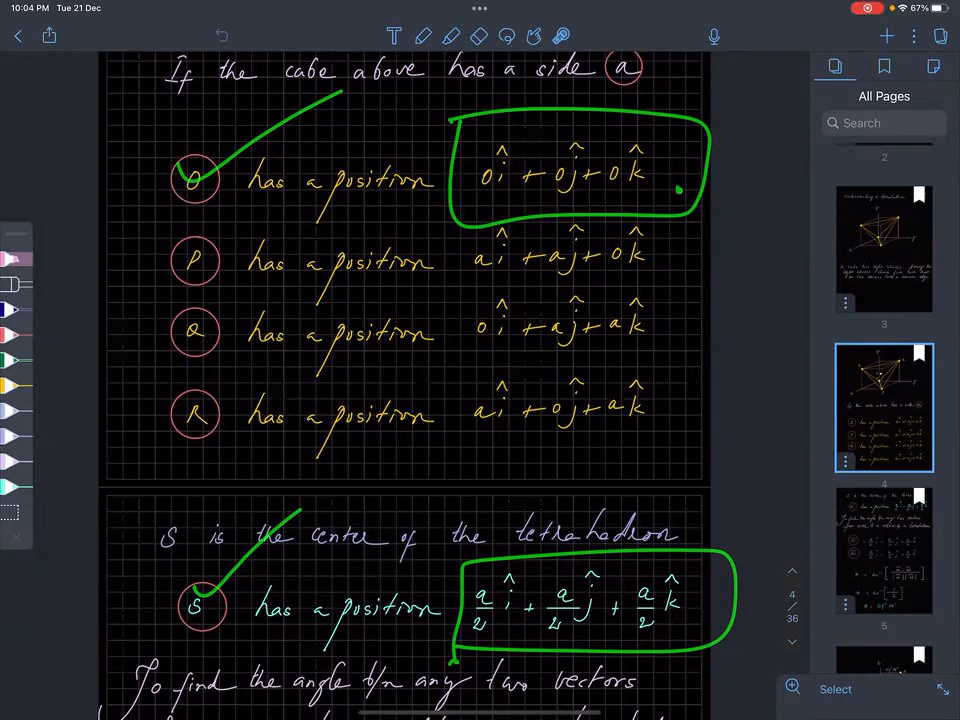 10:04 PM Tue 21 Dec
67%
All Pages
Search
If the cube above has a side a
O has a position 0î + 0ĵ + 0k̂
P has a position aî + aĵ + 0k̂
Q has a position 0î + aĵ + ak̂
R has a position aî + 0ĵ + ak̂
S is the center of the tetrahedron
S has a position a/2 î + a/2 ĵ + a/2 k̂
To find the angle b/n any two vectors
2
3
4
5
4
/
36
Select